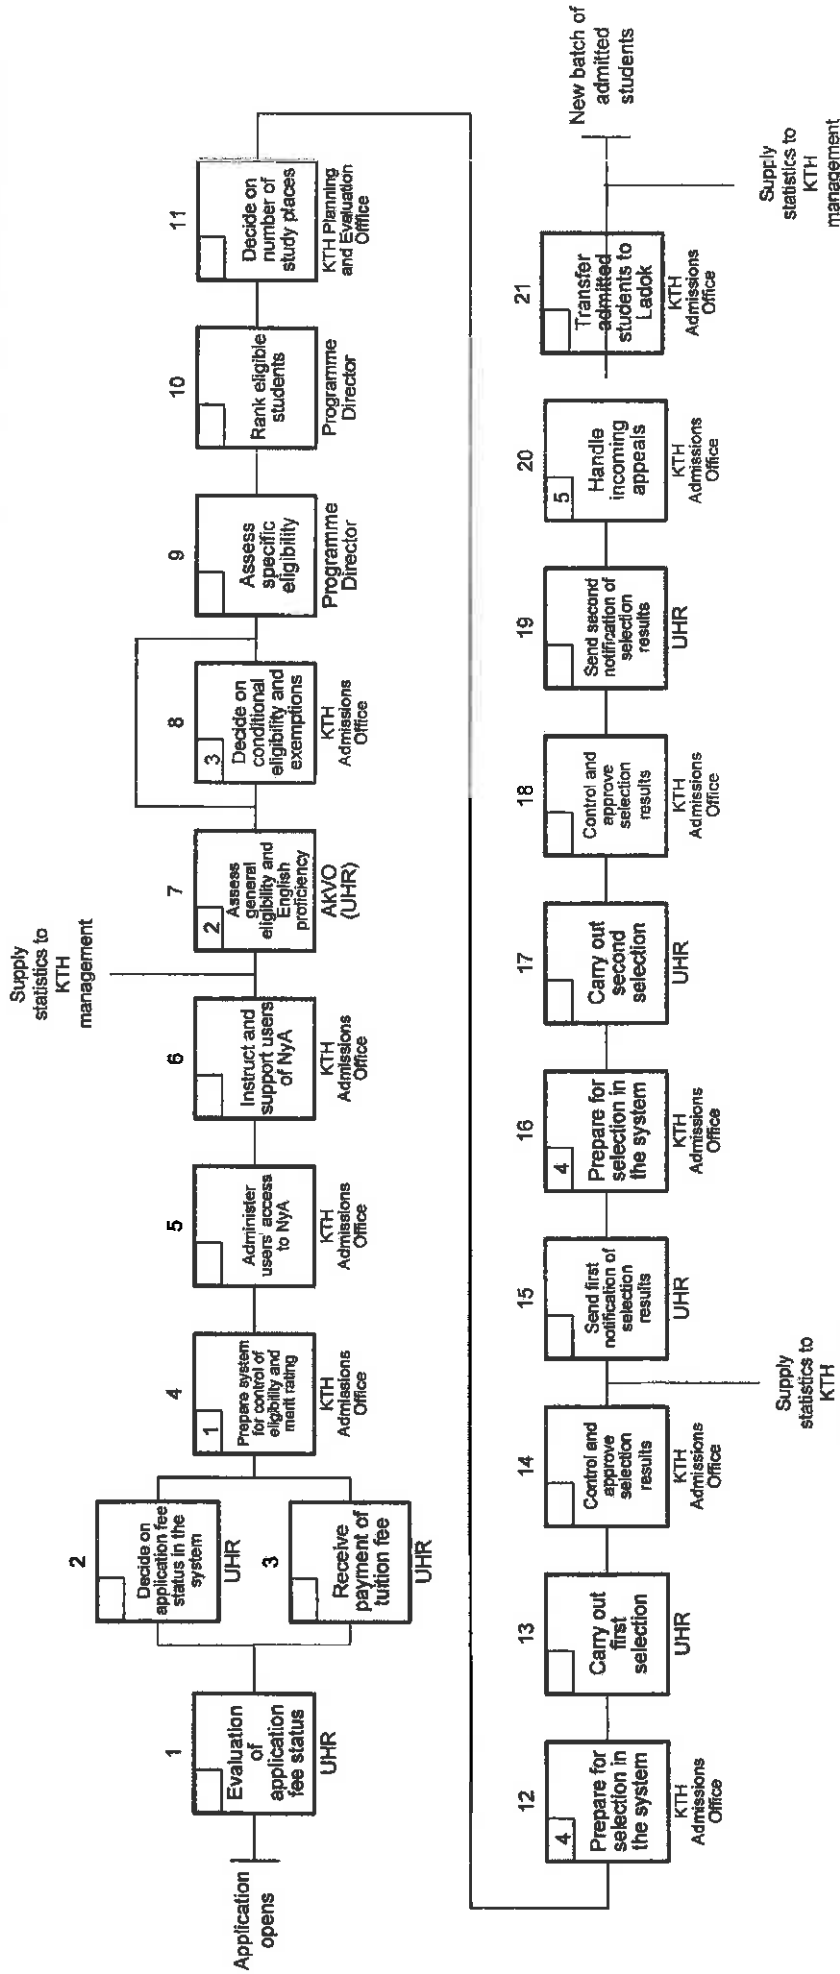 Application
opens
1
Evaluation
of
application
fee status
UHR
2
Decide on
application fee
status in the
system
UHR
3
Receive
payment of
tuition fee
UHR
4
1
Prepare system
for control of
eligibility and
merit rating
KTH
Admissions
Office
5
Administer
users' access
to NyA
KTH
Admissions
Office
6
Instruct and
support users
of NyA
KTH
Admissions
Office
Supply
statistics to
KTH
management
7
2
Assess
general
eligibility and
English
proficiency
AkVO
(UHR)
8
3
Decide on
conditional
eligibility and
exemptions
KTH
Admissions
Office
9
Assess
specific
eligibility
Programme
Director
10
Rank eligible
students
Programme
Director
11
Decide on
number of
study places
KTH Planning
and Evaluation
Offfice
12
4
Prepare for
selection in
the system
KTH
Admissions
Office
13
Carry out
first
selection
UHR
14
Control and
approve
selection
results
KTH
Admissions
Office
Supply
statistics to
KTH
15
Send first
notification of
selection
results
UHR
16
4
Prepare for
selection in
the system
KTH
Admissions
Office
17
Carry out
second
selection
UHR
18
Control and
approve
selection
results
KTH
Admissions
Office
19
Send second
notification of
selection
results
UHR
20
5
Handle
incoming
appeals
KTH
Admissions
Office
21
Transfer
admitted
students to
Ladok
KTH
Admissions
Office
New batch of
admitted
students
Supply
statistics to
KTH
management